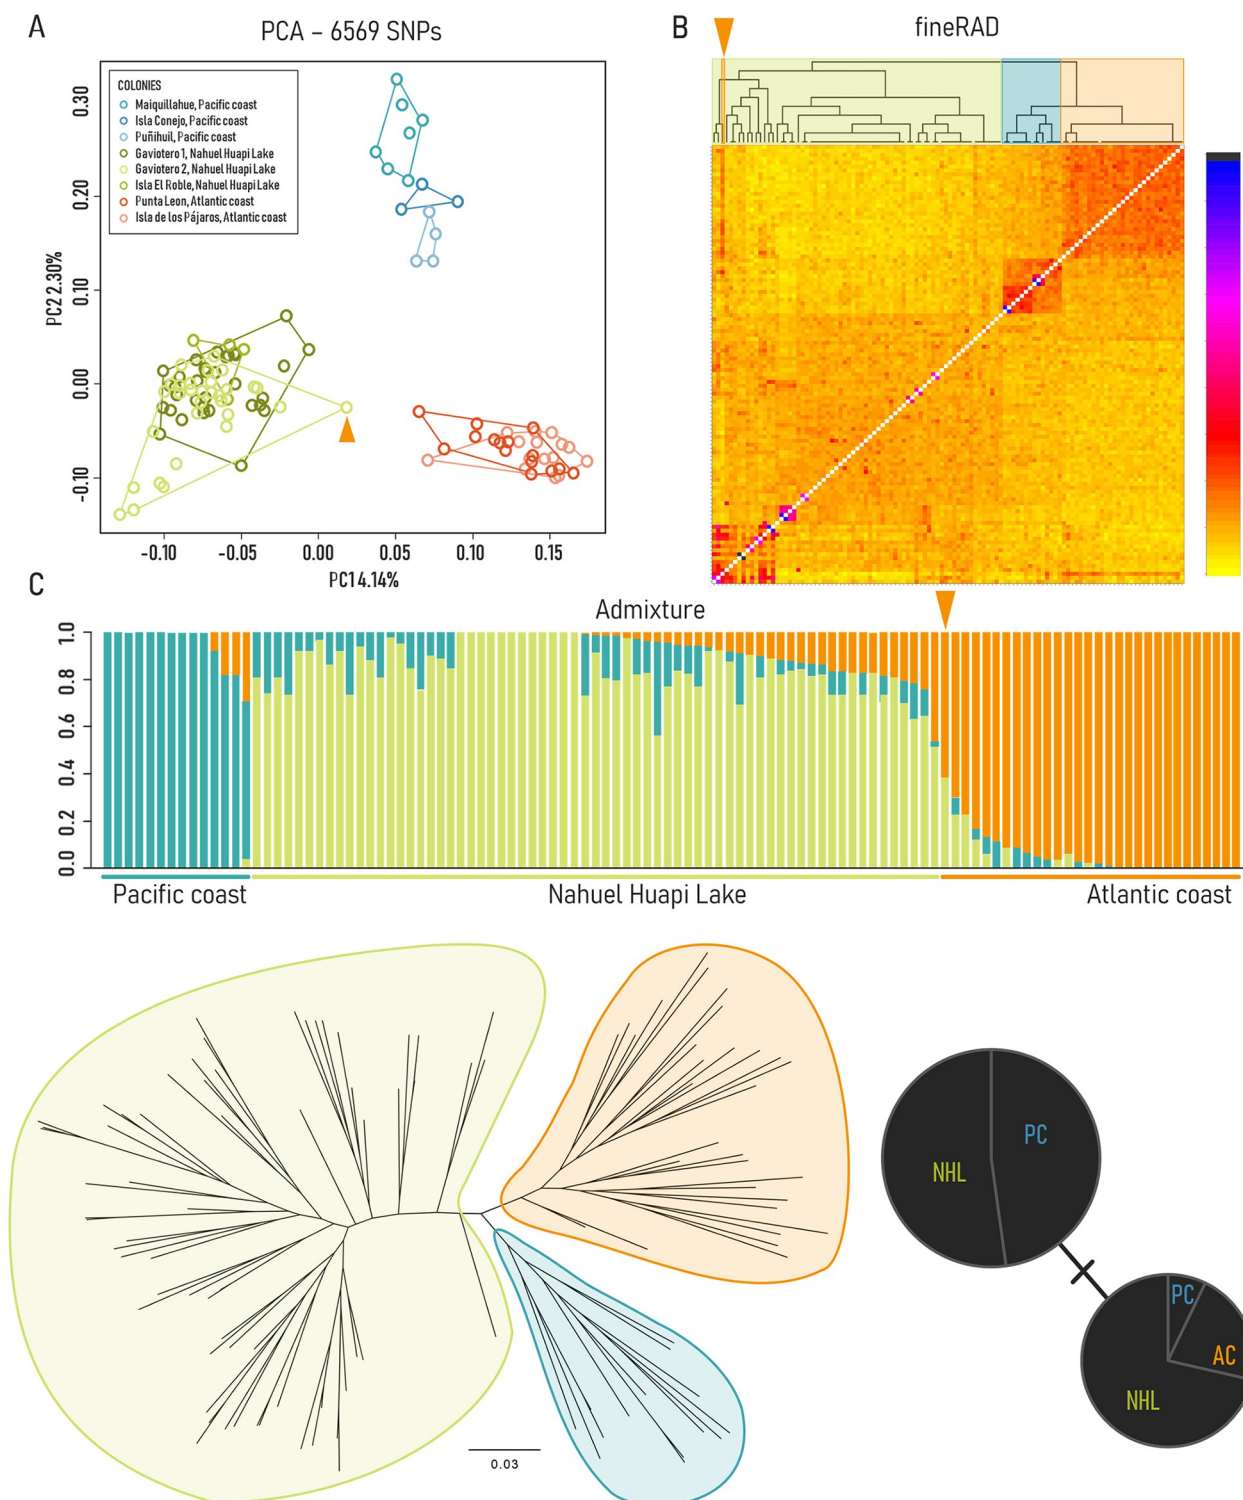 A
PCA – 6569 SNPs
COLONIES
Maiquillahue, Pacific coast
Isla Conejo, Pacific coast
Puñihuil, Pacific coast
Gaviotero 1, Nahuel Huapi Lake
Gaviotero 2, Nahuel Huapi Lake
Isla El Roble, Nahuel Huapi Lake
Punta Leon, Atlantic coast
Isla de los Pájaros, Atlantic coast
PC2 2.30%
0.30
0.20
0.10
0.00
-0.10
-0.10
-0.05
0.00
0.05
0.10
0.15
PC1 4.14%
B
fineRAD
C
Admixture
1.0
0.8
0.6
0.4
0.2
0.0
Pacific coast
Nahuel Huapi Lake
Atlantic coast
0.03
NHL
PC
PC
AC
NHL